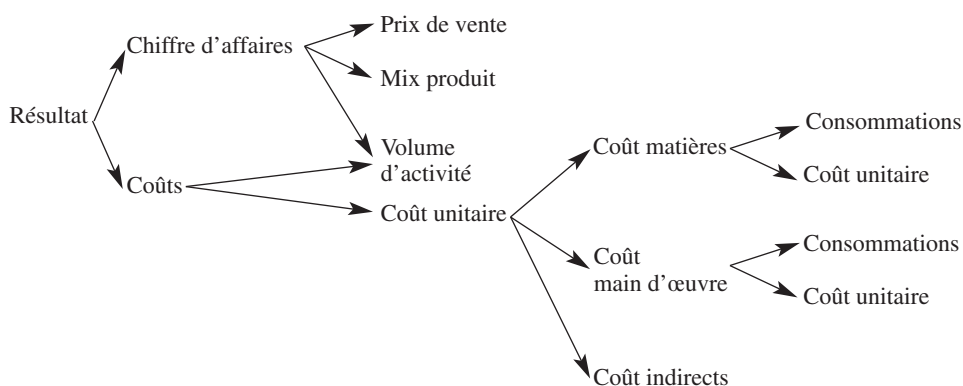 Résultat
Chiffre d'affaires
Coûts
Prix de vente
Mix produit
Volume
d'activité
Coût unitaire
Coût matières
Coût
main d'œuvre
Coût indirects
Consommations
Coût unitaire
Consommations
Coût unitaire